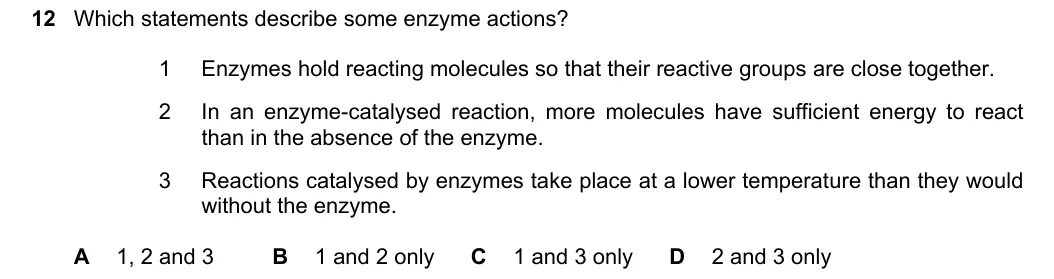 12 Which statements describe some enzyme actions?
1 Enzymes hold reacting molecules so that their reactive groups are close together.
2 In an enzyme-catalysed reaction, more molecules have sufficient energy to react
than in the absence of the enzyme.
3 Reactions catalysed by enzymes take place at a lower temperature than they would
without the enzyme.
A 1, 2 and 3 B 1 and 2 only C 1 and 3 only D 2 and 3 only